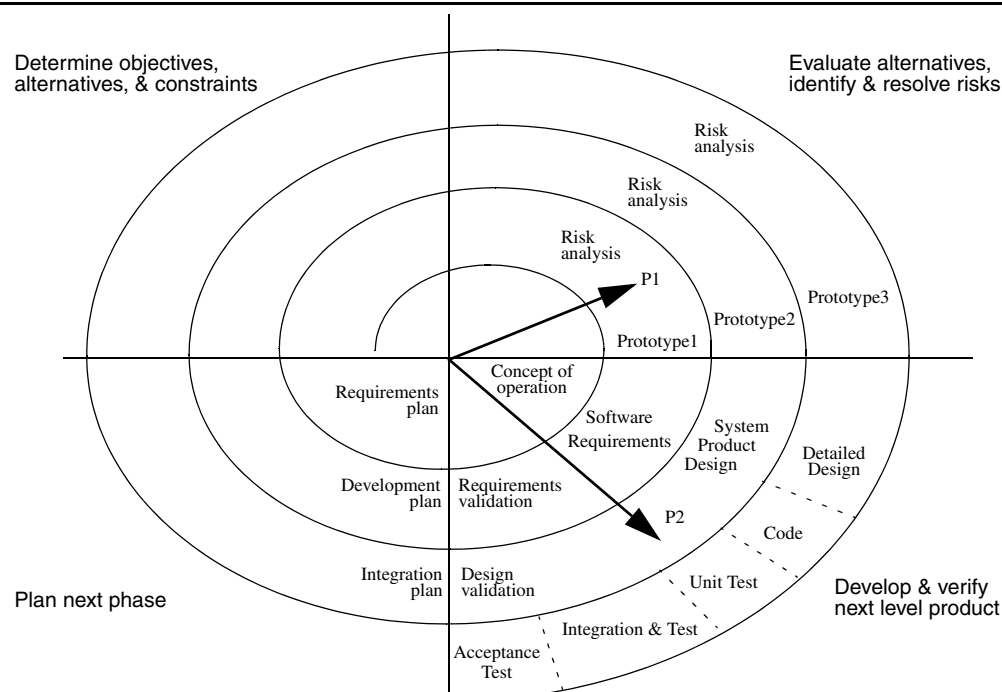 Determine objectives,
alternatives, & constraints
Evaluate alternatives,
identify & resolve risks
Risk
analysis
Risk
analysis
Risk
analysis
P1
Prototype3
Prototype2
Prototype1
Concept of
operation
Requirements
plan
Software
Requirements
System
Product
Design
Detailed
Design
Development
plan
Requirements
validation
P2
Code
Integration
plan
Design
validation
Unit Test
Integration & Test
Acceptance
Test
Plan next phase
Develop & verify
next level product